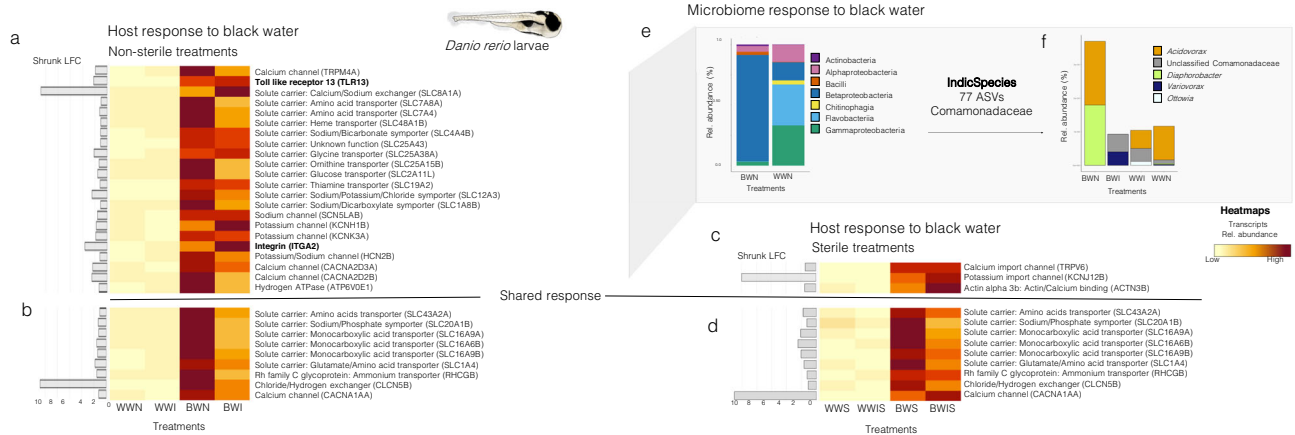 a
Host response to black water
Non-sterile treatments
Danio rerio larvae
Shrunk LFC
Calcium channel (TRPM4A)
Toll like receptor 13 (TLR13)
Solute carrier: Calcium/Sodium exchanger (SLC8A1A)
Solute carrier: Amino acid transporter (SLC7A8A)
Solute carrier: Amino acid transporter (SLC7A4)
Solute carrier: Heme transporter (SLC48A1B)
Solute carrier: Sodium/Bicarbonate symporter (SLC4A4B)
Solute carrier: Unknown function (SLC25A43)
Solute carrier: Glycine transporter (SLC25A38A)
Solute carrier: Ornithine transporter (SLC25A15B)
Solute carrier: Glucose transporter (SLC2A11L)
Solute carrier: Thiamine transporter (SLC19A2)
Solute carrier: Sodium/Potassium/Chloride symporter (SLC12A3)
Solute carrier: Sodium/Dicarboxylate symporter (SLC1A8B)
Sodium channel (SCN5LAB)
Potassium channel (KCNH1B)
Potassium channel (KCNK3A)
Integrin (ITGA2)
Potassium/Sodium channel (HCN2B)
Calcium channel (CACNA2D3A)
Calcium channel (CACNA2D2B)
Hydrogen ATPase (ATP6V0E1)
Shared response
b
Solute carrier: Amino acids transporter (SLC43A2A)
Solute carrier: Sodium/Phosphate symporter (SLC20A1B)
Solute carrier: Monocarboxylic acid transporter (SLC16A9A)
Solute carrier: Monocarboxylic acid transporter (SLC16A6B)
Solute carrier: Monocarboxylic acid transporter (SLC16A9B)
Solute carrier: Glutamate/Amino acid transporter (SLC1A4)
Rh family C glycoprotein: Ammonium transporter (RHCGB)
Chloride/Hydrogen exchanger (CLCN5B)
Calcium channel (CACNA1AA)
10 8 6 4 2 0
WWN WWI BWN BWI
Treatments
Microbiome response to black water
e
Rel. abundance (%)
1.0
0.0
BWN WWN
Treatments
Actinobacteria
Alphaproteobacteria
Bacilli
Betaproteobacteria
Chitinophagia
Flavobacteriia
Gammaproteobacteria
IndicSpecies
77 ASVs
Comamonadaceae
f
Rel. abundance (%)
BWN BWI WWI WWN
Treatments
Acidovorax
Unclassified Comamonadaceae
Diaphorobacter
Variovorax
Ottowia
Heatmaps
Transcripts
Rel. abundance
Low High
c
Host response to black water
Sterile treatments
Shrunk LFC
Calcium import channel (TRPV6)
Potassium import channel (KCNJ12B)
Actin alpha 3b: Actin/Calcium binding (ACTN3B)
d
Solute carrier: Amino acids transporter (SLC43A2A)
Solute carrier: Sodium/Phosphate symporter (SLC20A1B)
Solute carrier: Monocarboxylic acid transporter (SLC16A9A)
Solute carrier: Monocarboxylic acid transporter (SLC16A6B)
Solute carrier: Monocarboxylic acid transporter (SLC16A9B)
Solute carrier: Glutamate/Amino acid transporter (SLC1A4)
Rh family C glycoprotein: Ammonium transporter (RHCGB)
Chloride/Hydrogen exchanger (CLCN5B)
Calcium channel (CACNA1AA)
10 8 6 4 2 0
WWS WWIS BWS BWIS
Treatments